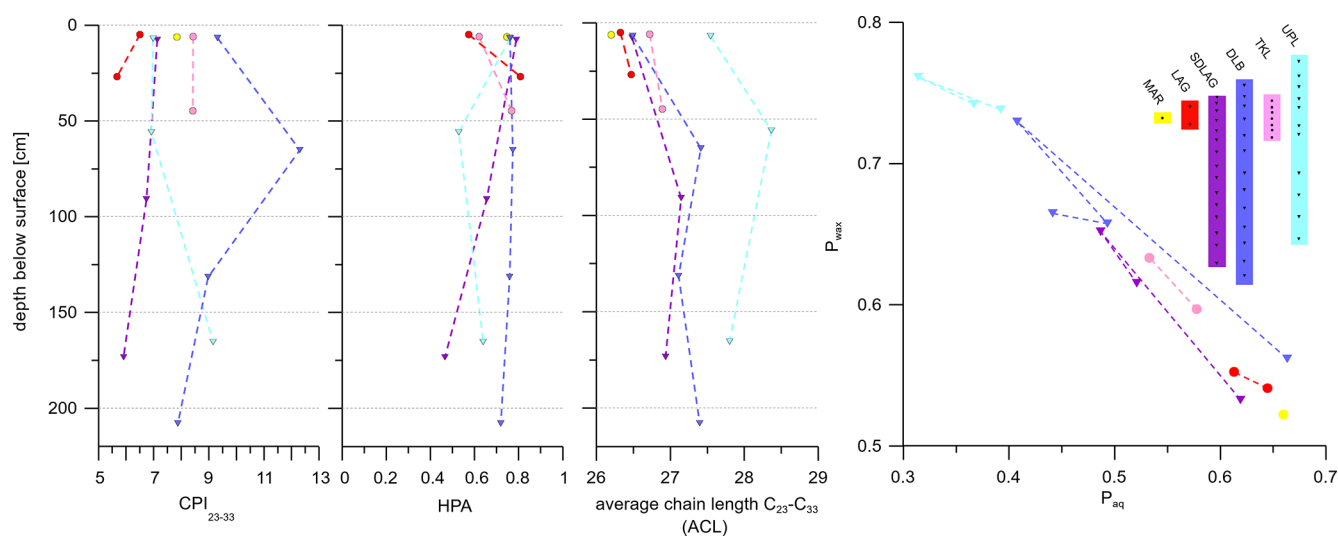 0
50
100
150
200
depth below surface [cm]
5 7 9 11 13
CPI23-33
0 0.2 0.4 0.6 0.8 1
HPA
26 27 28 29
average chain length C23-C33
(ACL)
0.8
0.7
0.6
0.5
Pwax
0.3 0.4 0.5 0.6 0.7
Paq
MAR
LAG
SDLAG
DLB
TKL
UPL